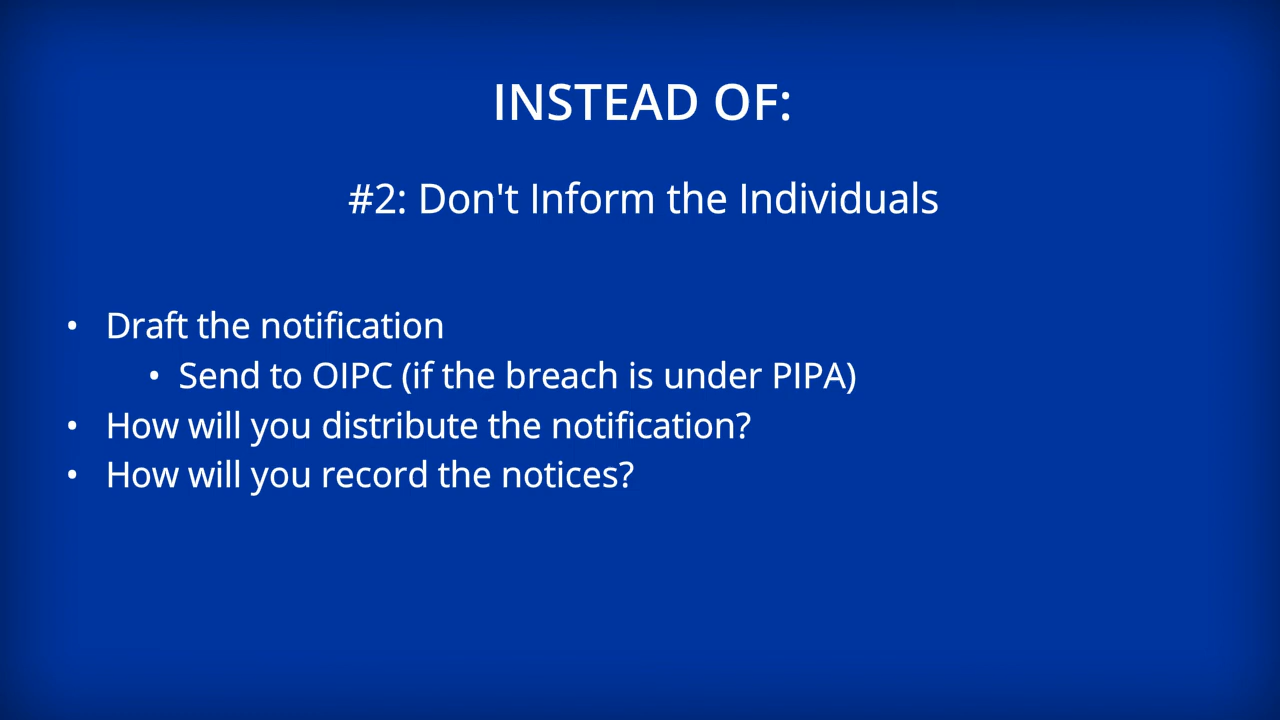 INSTEAD OF:
#2: Don't Inform the Individuals
• Draft the notification
• Send to OIPC (if the breach is under PIPA)
• How will you distribute the notification?
• How will you record the notices?